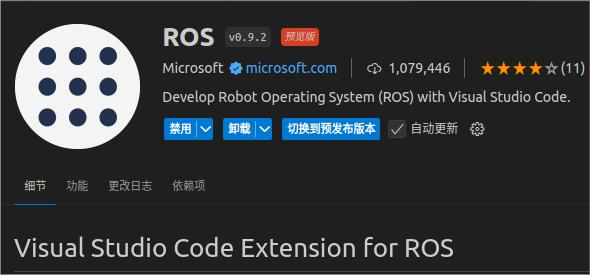 ROS v0.9.2 预览版
Microsoft microsoft.com 1,079,446 (11)
Develop Robot Operating System (ROS) with Visual Studio Code.
禁用 卸载 切换到预发布版本 自动更新
细节 功能 更改日志 依赖项
Visual Studio Code Extension for ROS